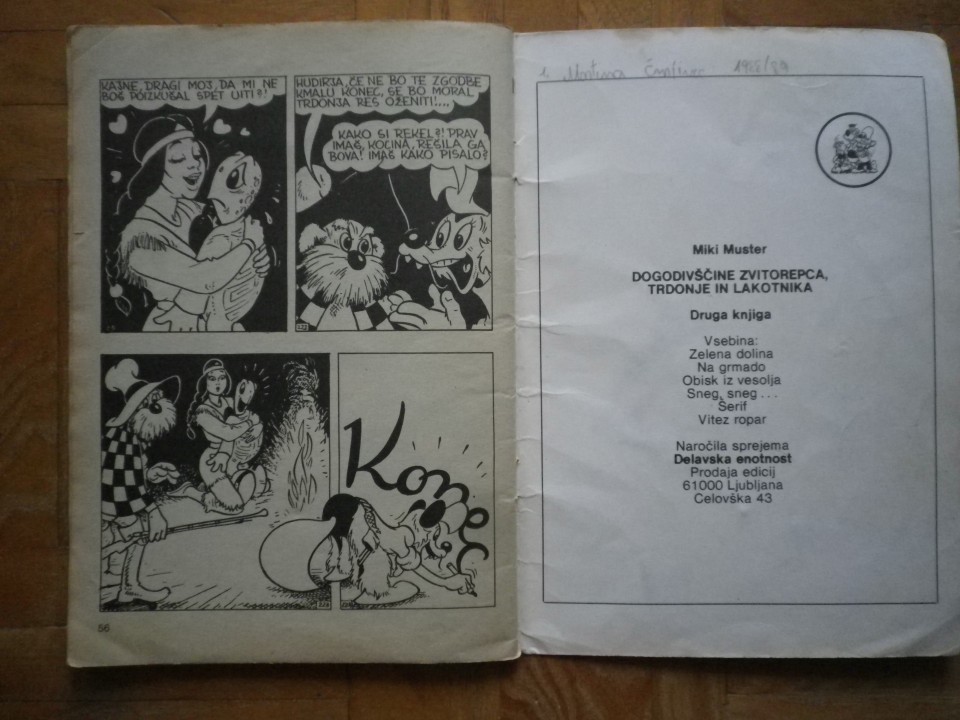 KAJNE, DRAGI MOJ, DA MI NE
BOŠ POIZKUŠAL SPET UITI?!
HUDIRJA, ČE NE BO TE ZGODBE
KMALU KONEC, SE BO MORAL
TRDONJA RES OŽENITI!...
KAKO SI REKEL?! PRAV
IMAŠ, KOCINA, REŠILA GA
BOVA! IMAŠ KAKO PISALO?
Konec
56
1988/89
Miki Muster
DOGODIVŠČINE ZVITOREPCA,
TRDONJE IN LAKOTNIKA
Druga knjiga
Vsebina:
Zelena dolina
Na grmado
Obisk iz vesolja
Sneg, sneg...
Šerif
Vitez ropar
Naročila sprejema
Delavska enotnost
Prodaja edicij
61000 Ljubljana
Celovška 43